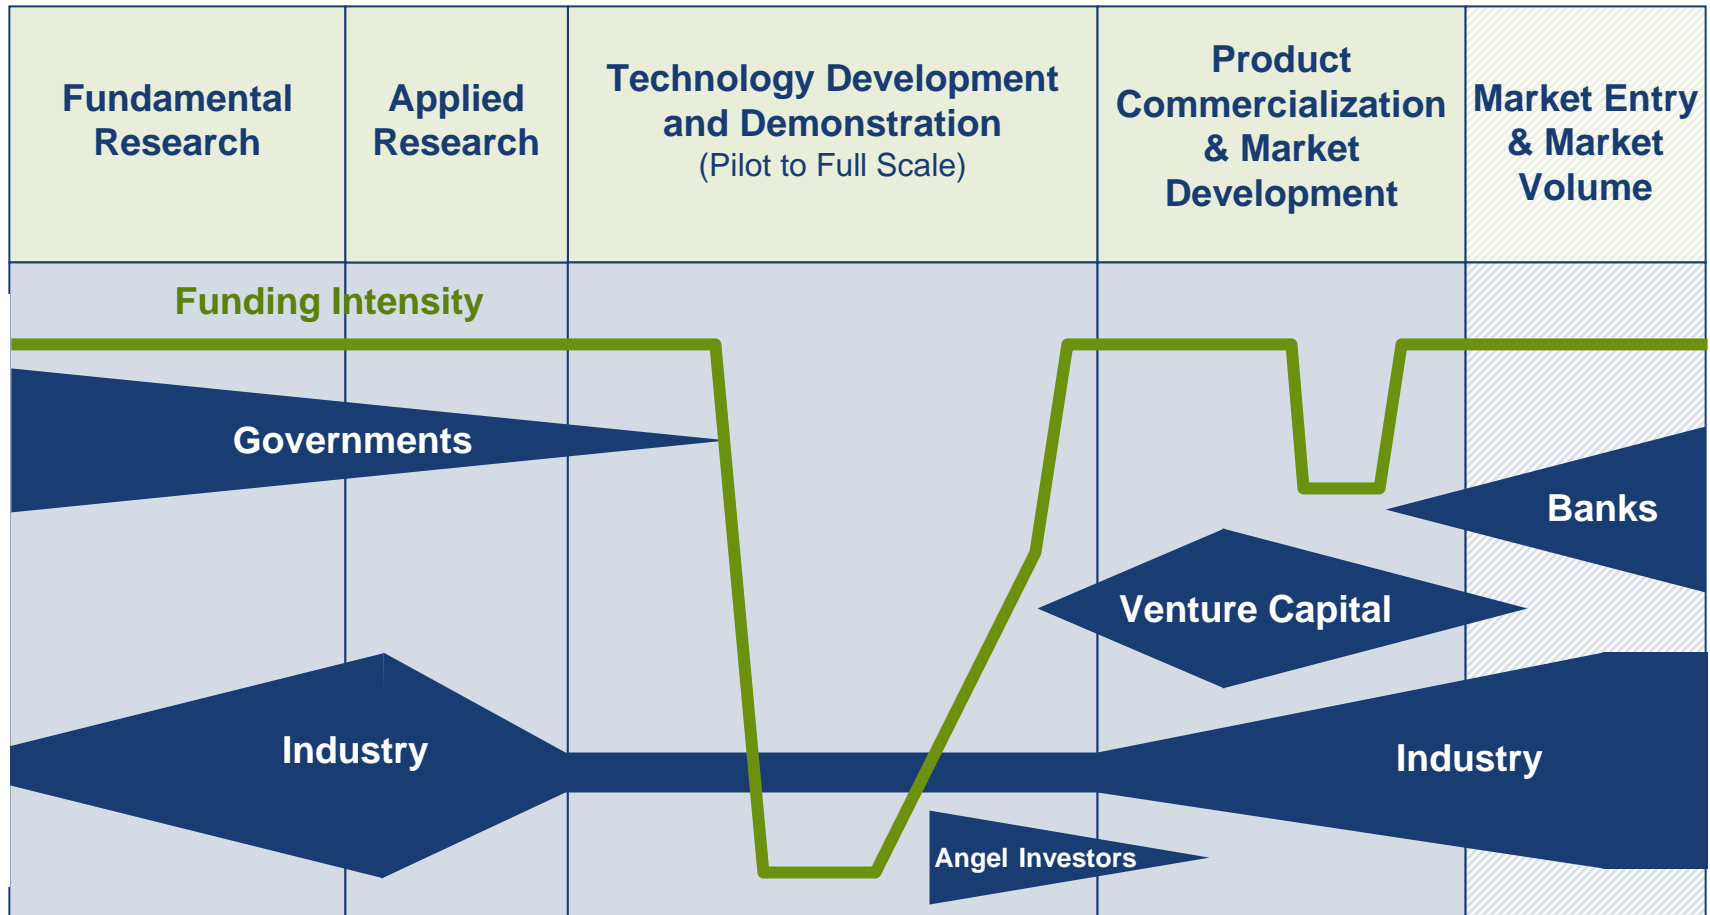 Fundamental
Research
Applied
Research
Technology Development
and Demonstration
(Pilot to Full Scale)
Product
Commercialization
& Market
Development
Market Entry
& Market
Volume
Funding Intensity
Governments
Banks
Venture Capital
Industry
Industry
Angel Investors